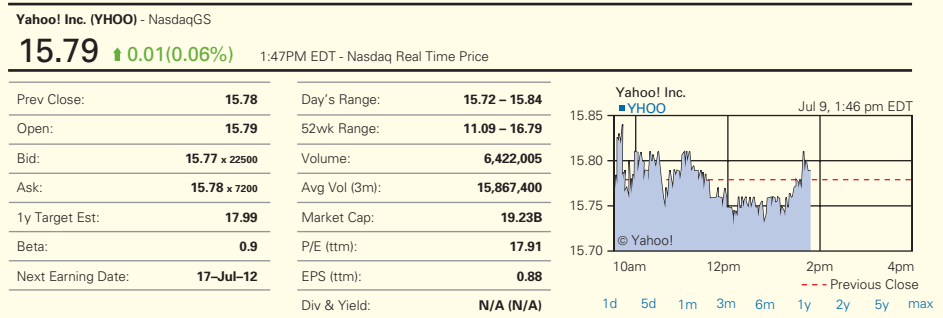 Yahoo! Inc. (YHOO) - NasdaqGS
15.79 ⬆ 0.01(0.06%) 1:47PM EDT - Nasdaq Real Time Price
Prev Close: 15.78
Open: 15.79
Bid: 15.77 x 22500
Ask: 15.78 x 7200
1y Target Est: 17.99
Beta: 0.9
Next Earning Date: 17–Jul–12
Day's Range: 15.72 – 15.84
52wk Range: 11.09 – 16.79
Volume: 6,422,005
Avg Vol (3m): 15,867,400
Market Cap: 19.23B
P/E (ttm): 17.91
EPS (ttm): 0.88
Div & Yield: N/A (N/A)
Yahoo! Inc.
YHOO Jul 9, 1:46 pm EDT
15.85
15.80
15.75
15.70
© Yahoo!
10am 12pm 2pm 4pm
Previous Close
1d 5d 1m 3m 6m 1y 2y 5y max